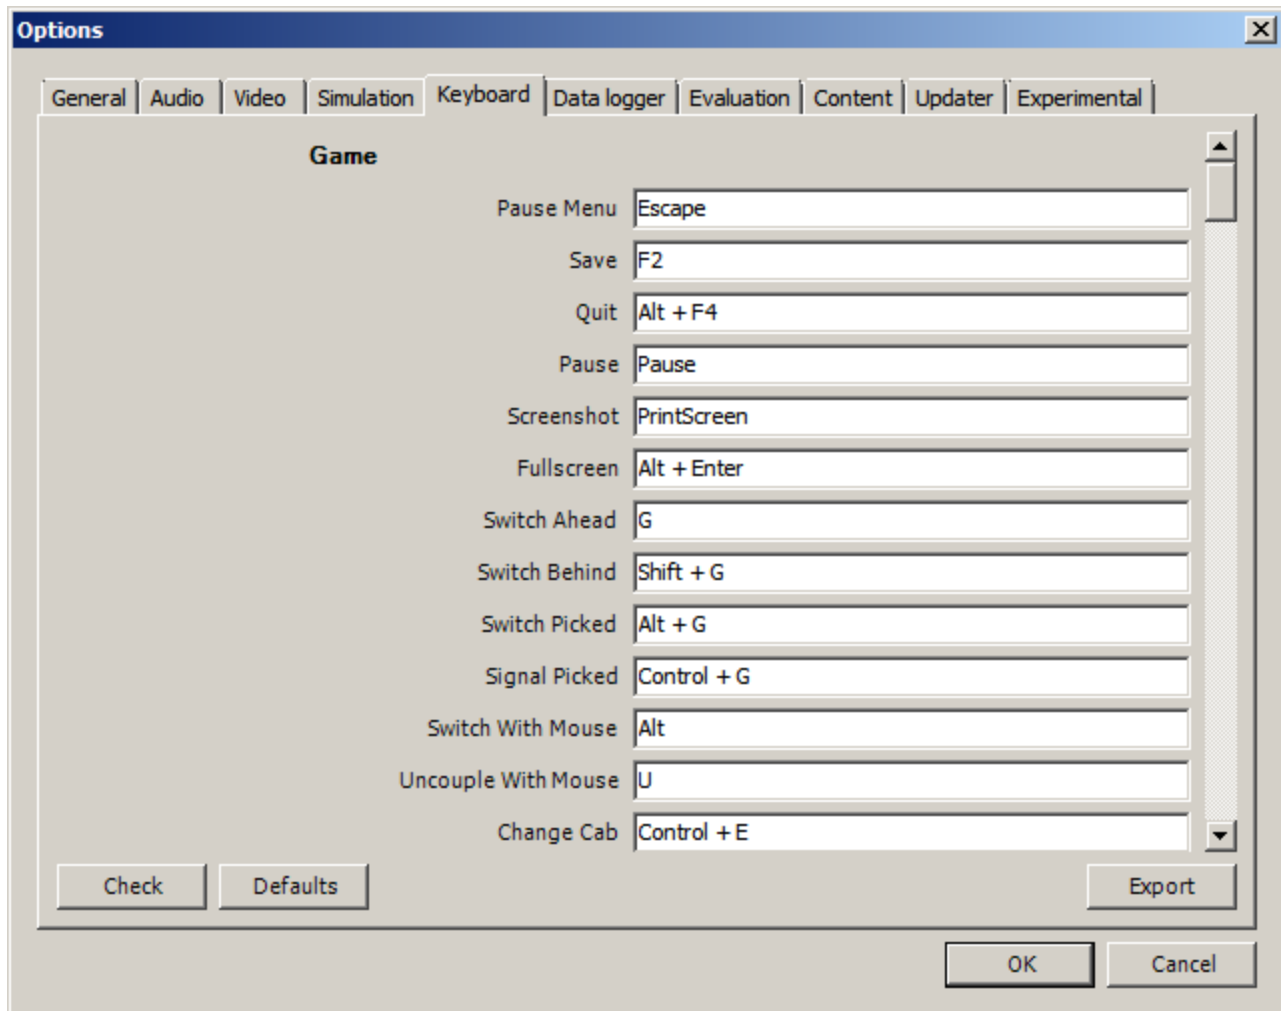 Options
General Audio Video Simulation Keyboard Data logger Evaluation Content Updater Experimental
Game
Pause Menu Escape
Save F2
Quit Alt + F4
Pause Pause
Screenshot PrintScreen
Fullscreen Alt + Enter
Switch Ahead G
Switch Behind Shift + G
Switch Picked Alt + G
Signal Picked Control + G
Switch With Mouse Alt
Uncouple With Mouse U
Change Cab Control + E
Check Defaults Export
OK Cancel